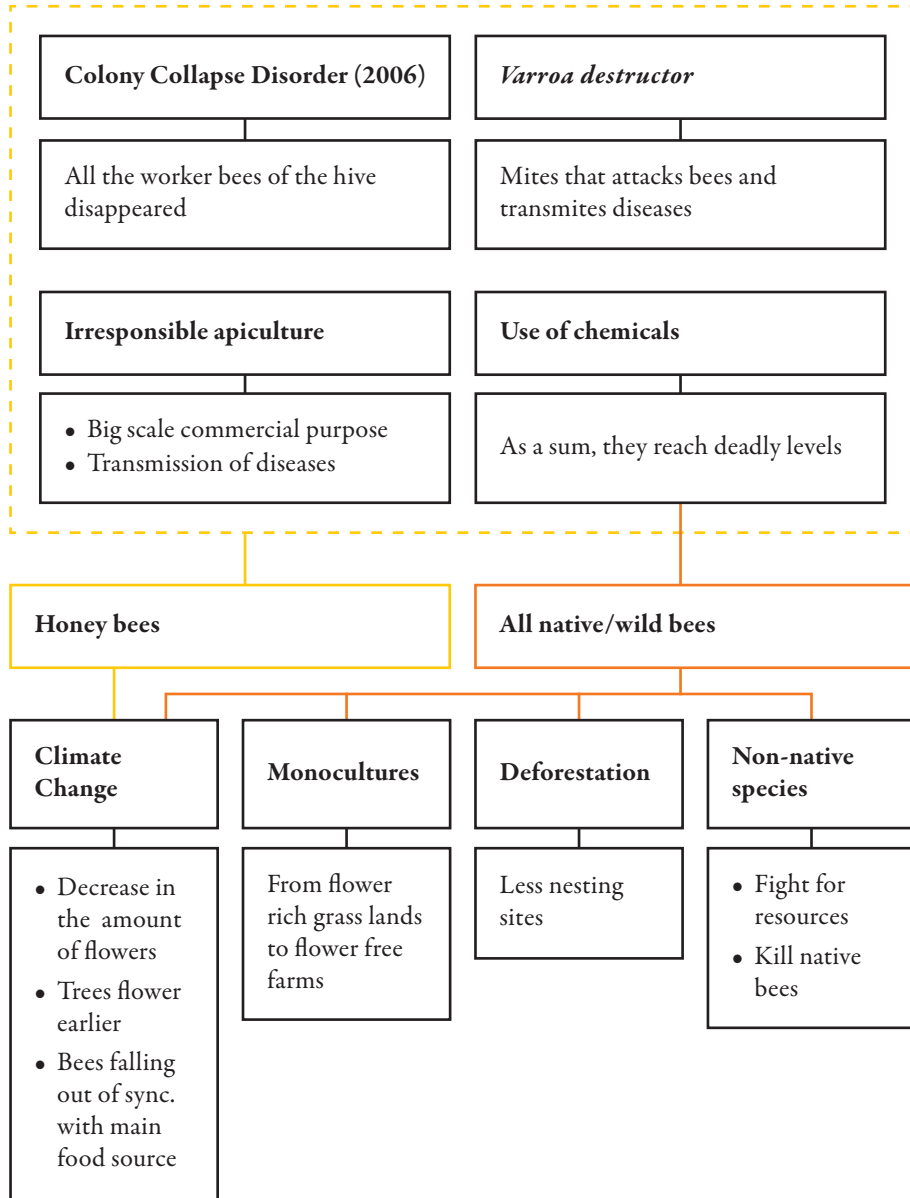 Colony Collapse Disorder (2006)
All the worker bees of the hive
disappeared
Varroa destructor
Mites that attacks bees and
transmites diseases
Irresponsible apiculture
• Big scale commercial purpose
• Transmission of diseases
Use of chemicals
As a sum, they reach deadly levels
Honey bees
All native/wild bees
Climate
Change
• Decrease in
the amount
of flowers
• Trees flower
earlier
• Bees falling
out of sync.
with main
food source
Monocultures
From flower
rich grass lands
to flower free
farms
Deforestation
Less nesting
sites
Non-native
species
• Fight for
resources
• Kill native
bees